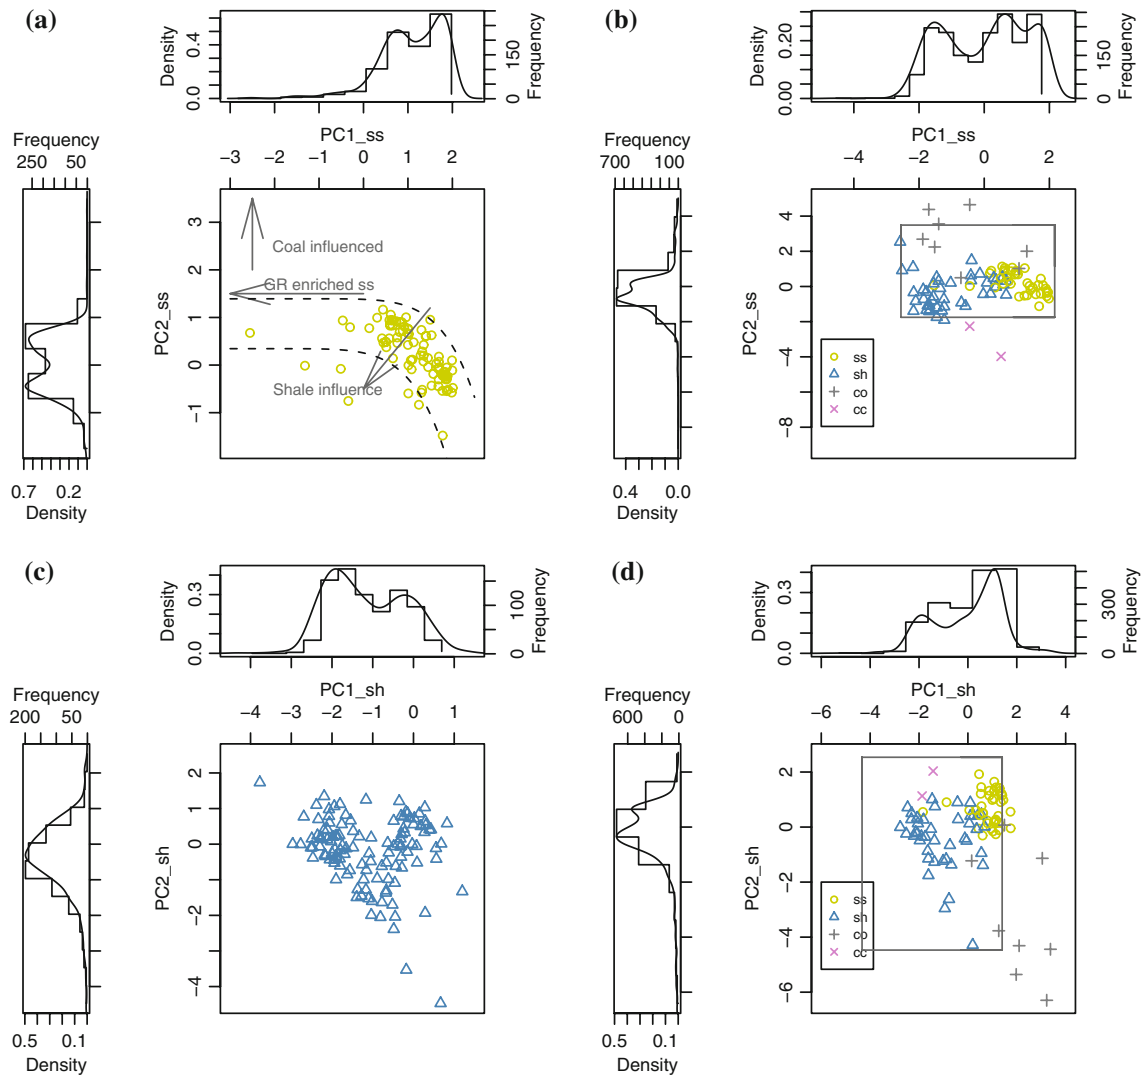 (a)
Density
0.0 0.4
0 150
Frequency
PC1_ss
−3 −2 −1 0 1 2
Frequency
250 50
0.7 0.2
Density
PC2_ss
−1 0 1 2 3
Coal influenced
GR enriched ss
Shale influence
(b)
Density
0.00 0.20
0 150
Frequency
PC1_ss
−4 −2 0 2
Frequency
700 100
0.4 0.0
Density
PC2_ss
−8 −4 0 2 4
ss
sh
co
cc
(c)
Density
0.0 0.3
0 100
Frequency
PC1_sh
−4 −3 −2 −1 0 1
Frequency
200 50
0.5 0.1
Density
PC2_sh
−4 −2 0 1 2
(d)
Density
0.0 0.3
0 300
Frequency
PC1_sh
−6 −4 −2 0 2 4
Frequency
600 0
0.5 0.1
Density
PC2_sh
−6 −4 −2 0 2
ss
sh
co
cc